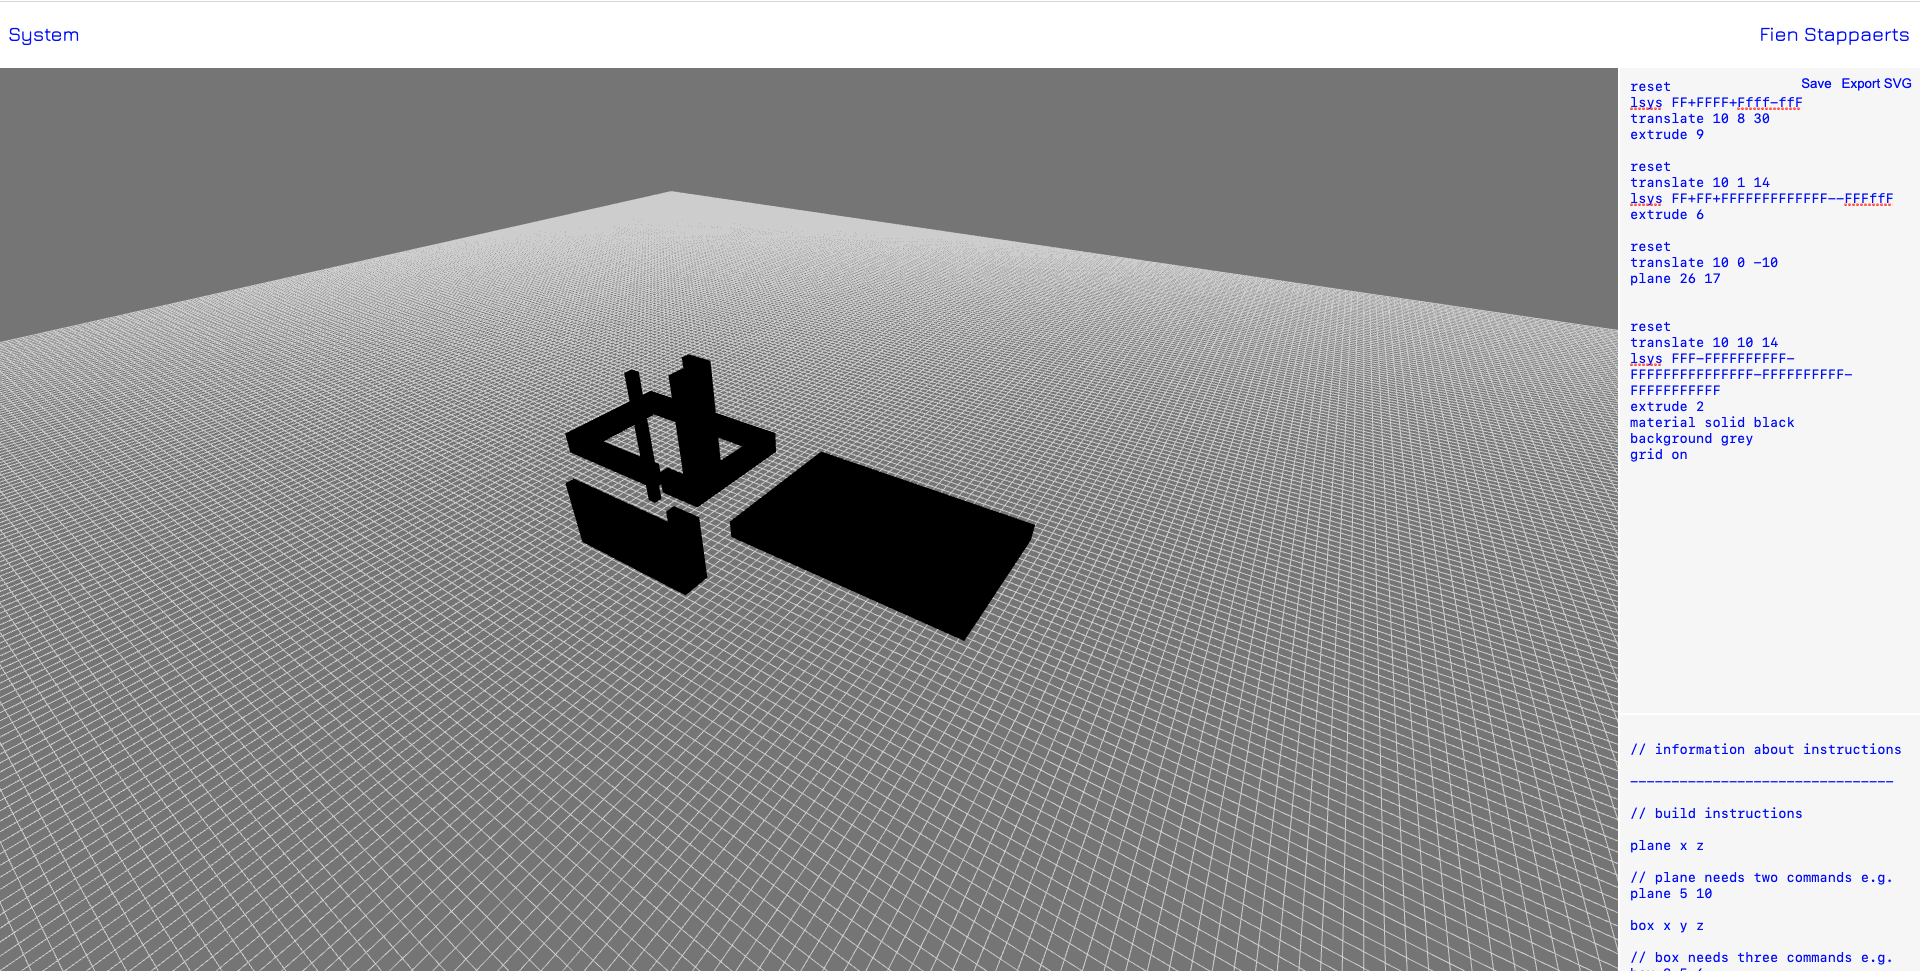 System
Fien Stappaerts
Save Export SVG
reset
lsys FF+FFFF+Ffff-ffF
translate 10 8 30
extrude 9
reset
translate 10 1 14
lsys FF+FF+FFFFFFFFFFFFF--FFFffF
extrude 6
reset
translate 10 0 -10
plane 26 17
reset
translate 10 10 14
lsys FFF-FFFFFFFFFF-
FFFFFFFFFFFFFFF-FFFFFFFFFF-
FFFFFFFFFFF
extrude 2
material solid black
background grey
grid on
// information about instructions
--------------------------------
// build instructions
plane x z
// plane needs two commands e.g.
plane 5 10
box x y z
// box needs three commands e.g.